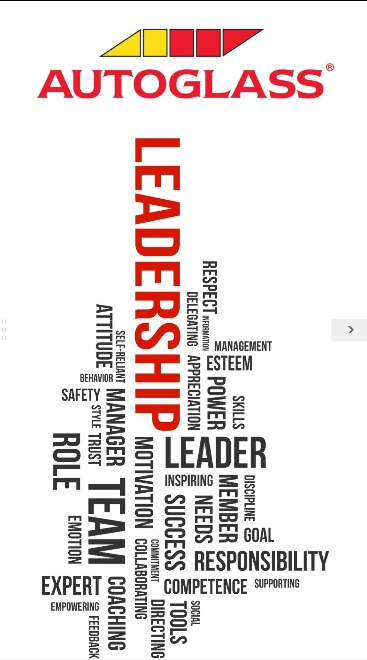 AUTOGLASS®
LEADERSHIP
RESPECT
DELEGATING
INFORMATION
ATTITUDE
SELF-RELIANT
MANAGEMENT
APPRECIATION
ESTEEM
BEHAVIOR
POWER
SAFETY
MANAGER
SKILLS
STYLE
TRUST
ROLE
MOTIVATION
LEADER
INSPIRING
MEMBER
DISCIPLINE
TEAM
SUCCESS
NEEDS
EMOTION
GOAL
COLLABORATING
COMMITMENT
RESPONSIBILITY
EXPERT
COACHING
COMPETENCE
SUPPORTING
EMPOWERING
DIRECTING
TOOLS
SOCIAL
FEEDBACK